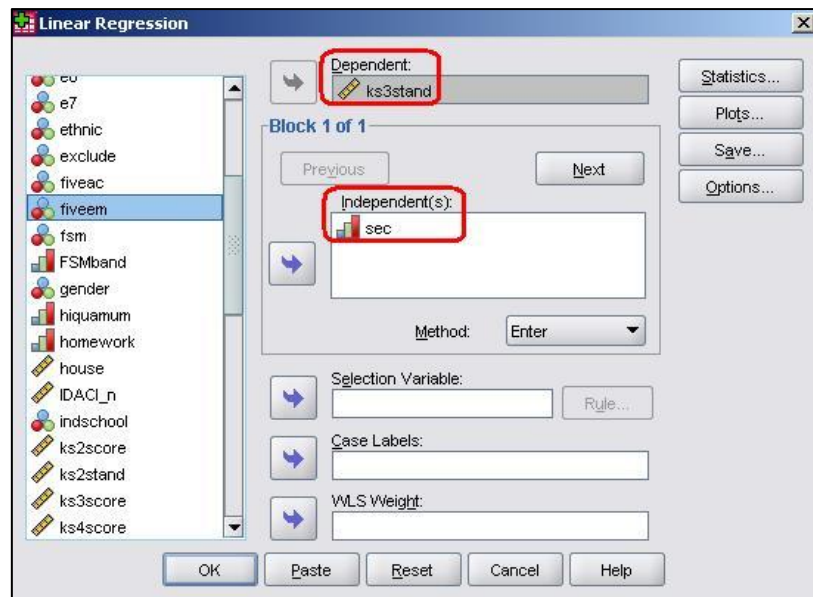 Linear Regression
e7
ethnic
exclude
fiveac
fiveem
fsm
FSMband
gender
hiquamum
homework
house
IDACI_n
indschool
ks2score
ks2stand
ks3score
ks4score
Dependent:
ks3stand
Block 1 of 1
Previous
Next
Independent(s):
sec
Method:
Enter
Selection Variable:
Rule...
Case Labels:
WLS Weight:
Statistics...
Plots...
Save...
Options...
OK
Paste
Reset
Cancel
Help